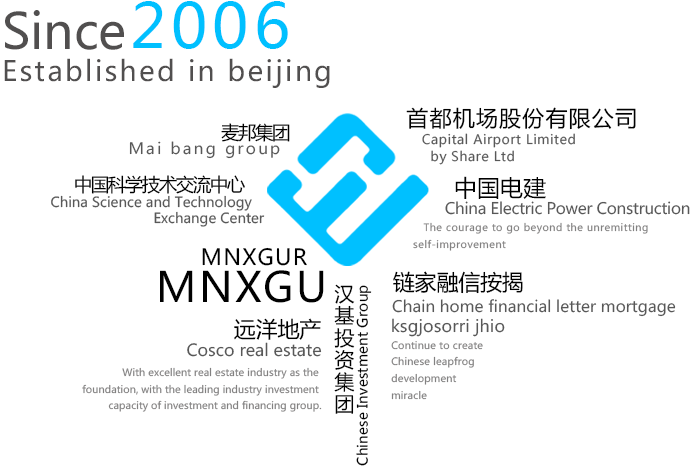 Since 2006
Established in beijing
麦邦集团
Mai bang group
首都机场股份有限公司
Capital Airport Limited
by Share Ltd
中国科学技术交流中心
China Science and Technology
Exchange Center
中国电建
China Electric Power Construction
The courage to go beyond the unremitting
self-improvement
MNXGUR
MNXGU
链家融信按揭
Chain home financial letter mortgage
ksgjosorri jhio
Continue to create
Chinese leapfrog
development
miracle
远洋地产
Cosco real estate
With excellent real estate industry as the
foundation, with the leading industry investment
capacity of investment and financing group.
汉基投资集团
Chinese Investment Group